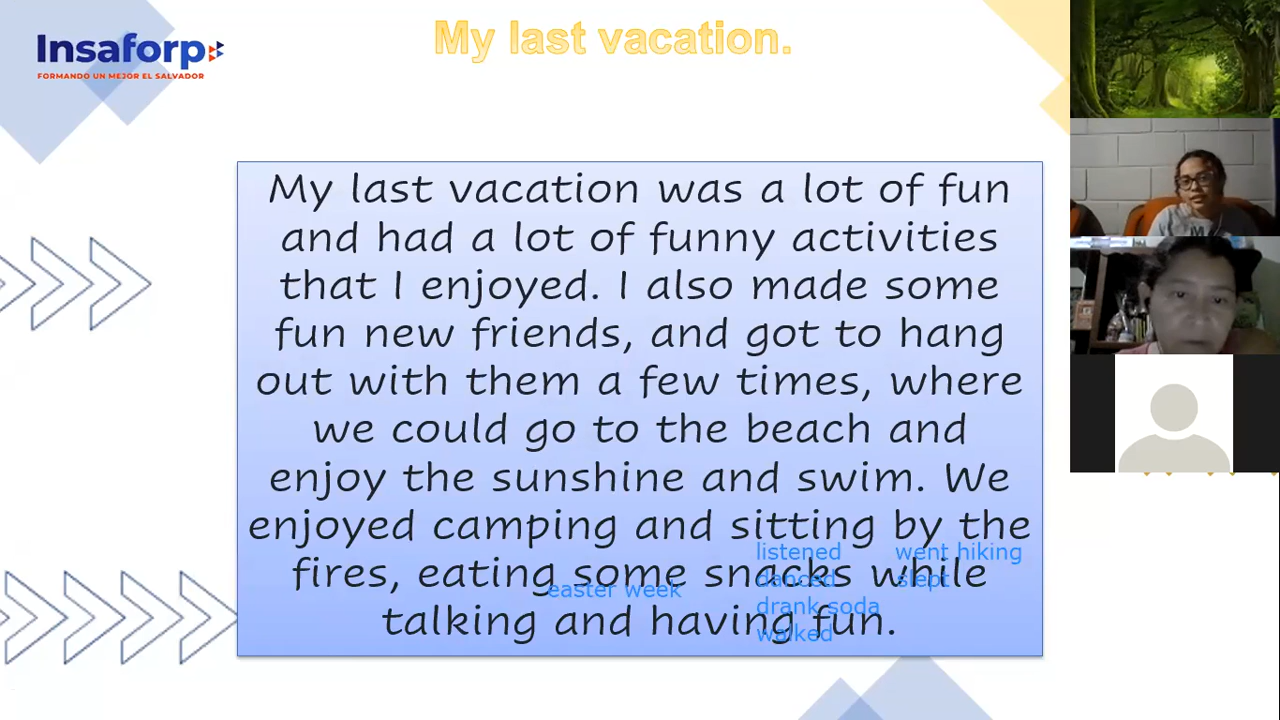 Insaforp
FORMANDO UN MEJOR EL SALVADOR
My last vacation.
My last vacation was a lot of fun
and had a lot of funny activities
that I enjoyed. I also made some
fun new friends, and got to hang
out with them a few times, where
we could go to the beach and
enjoy the sunshine and swim. We
enjoyed camping and sitting by the
fires, eating some snacks while
talking and having fun.
easter week
listened
danced
drank soda
walked
went hiking
slept